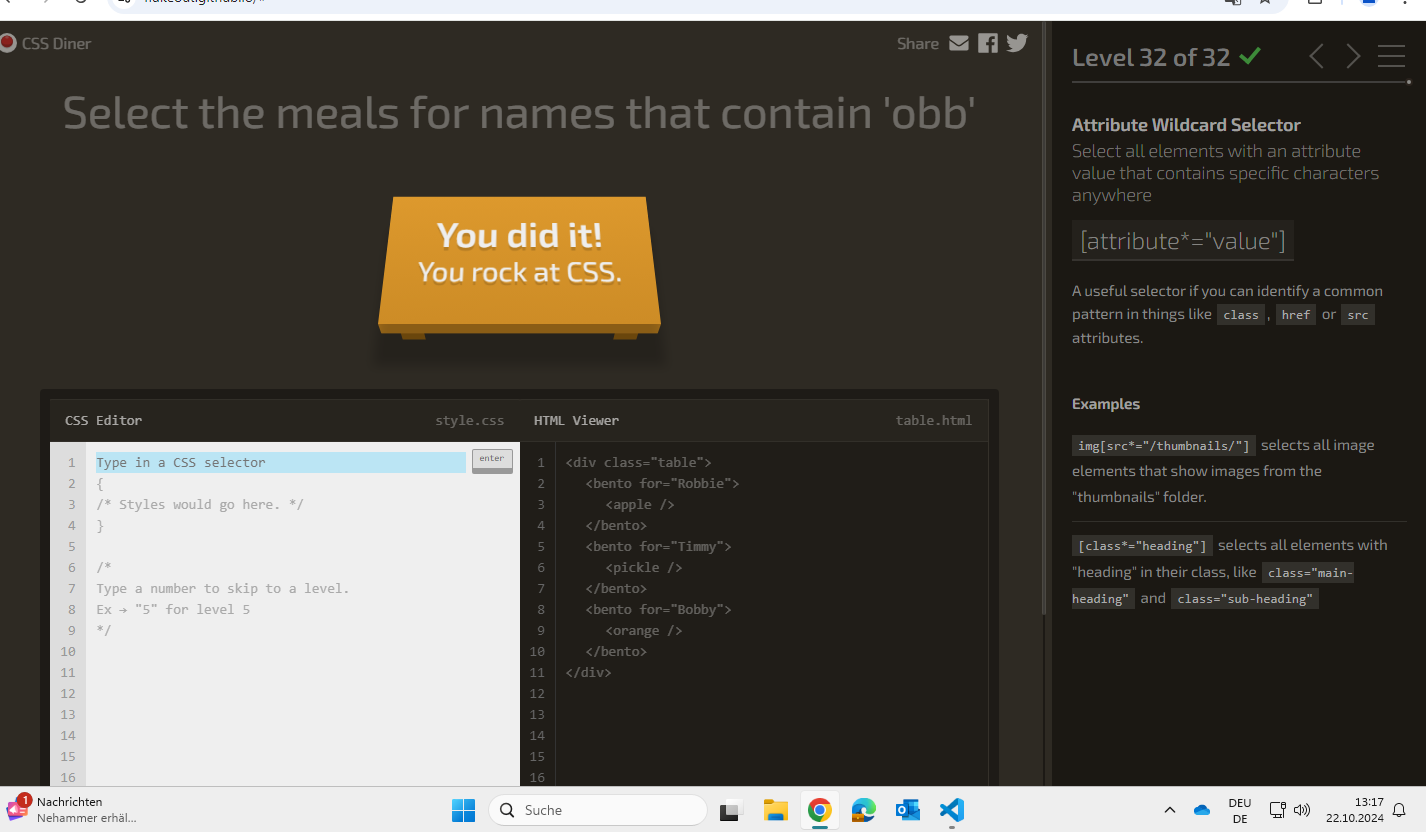 CSS Diner
Share
Select the meals for names that contain 'obb'
You did it!
You rock at CSS.
CSS Editor
style.css
HTML Viewer
table.html
1
2
3
4
5
6
7
8
9
10
11
12
13
14
15
16
Type in a CSS selector
enter
{
/* Styles would go here. */
}
/*
Type a number to skip to a level.
Ex → "5" for level 5
*/
1
2
3
4
5
6
7
8
9
10
11
12
13
14
15
16
<div class="table">
<bento for="Robbie">
<apple />
</bento>
<bento for="Timmy">
<pickle />
</bento>
<bento for="Bobby">
<orange />
</bento>
</div>
Level 32 of 32
Attribute Wildcard Selector
Select all elements with an attribute
value that contains specific characters
anywhere
[attribute*="value"]
A useful selector if you can identify a common
pattern in things like class , href or src
attributes.
Examples
img[src*="/thumbnails/"] selects all image
elements that show images from the
"thumbnails" folder.
[class*="heading"] selects all elements with
"heading" in their class, like class="main-
heading" and class="sub-heading"
1
Nachrichten
Nehammer erhäl...
Suche
DEU
DE
13:17
22.10.2024